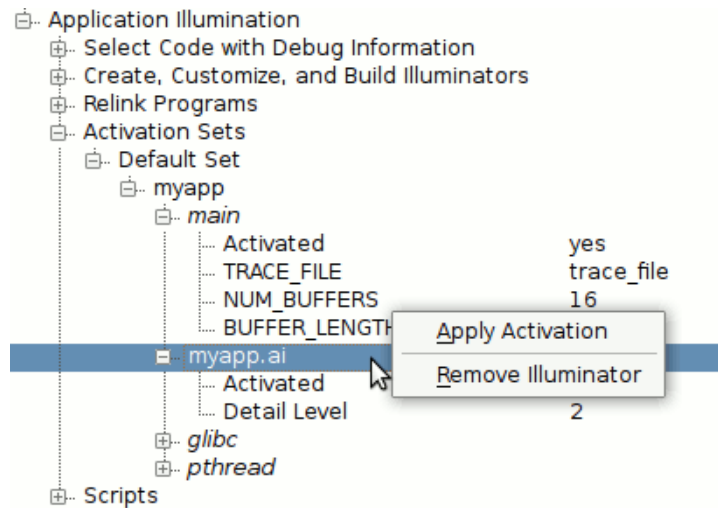 Application Illumination
Select Code with Debug Information
Create, Customize, and Build Illuminators
Relink Programs
Activation Sets
Default Set
myapp
main
Activated yes
TRACE_FILE trace_file
NUM_BUFFERS 16
BUFFER_LENGTH
Apply Activation
myapp.ai
Remove Illuminator
Activated
Detail Level 2
glibc
pthread
Scripts